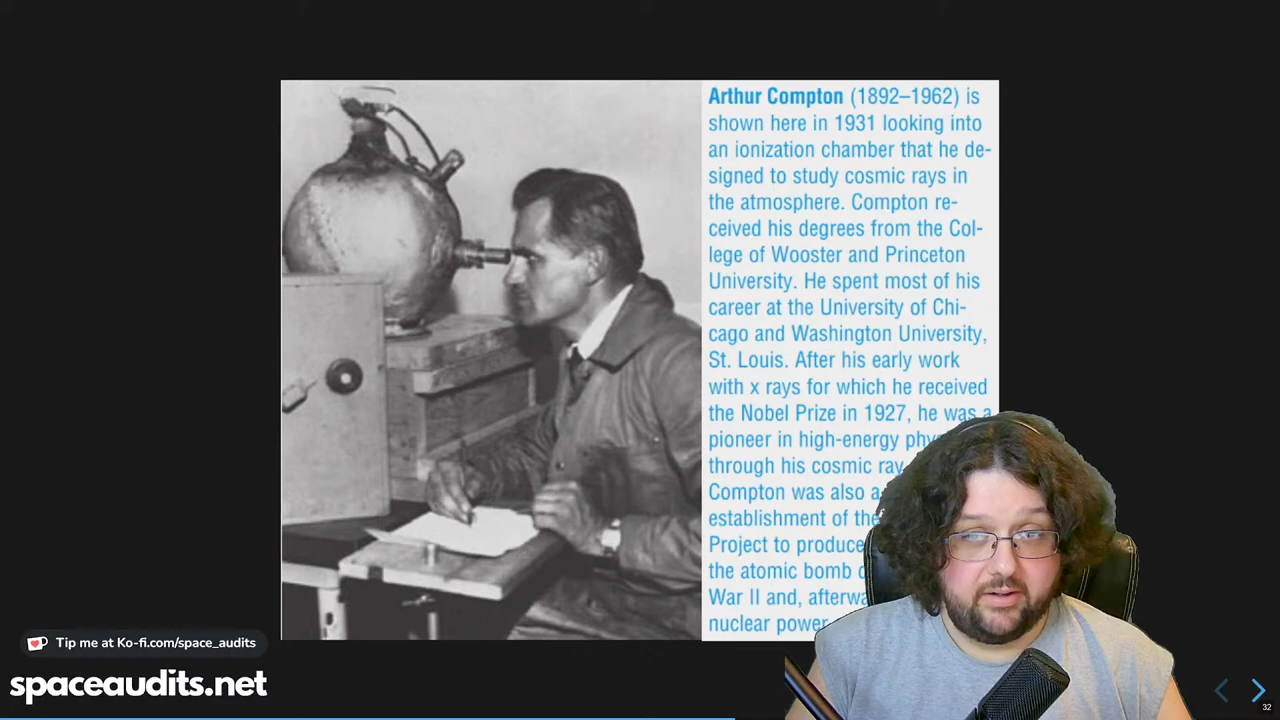 Arthur Compton (1892–1962) is
shown here in 1931 looking into
an ionization chamber that he de-
signed to study cosmic rays in
the atmosphere. Compton re-
ceived his degrees from the Col-
lege of Wooster and Princeton
University. He spent most of his
career at the University of Chi-
cago and Washington University,
St. Louis. After his early work
with x rays for which he received
the Nobel Prize in 1927, he was a
pioneer in high-energy
through his cosmic ray
Compton was also
establishment of the
Project to produce
the atomic bomb
War II and,
nuclear power
Tip me at Ko-fi.com/space_audits
spaceaudits.net
32